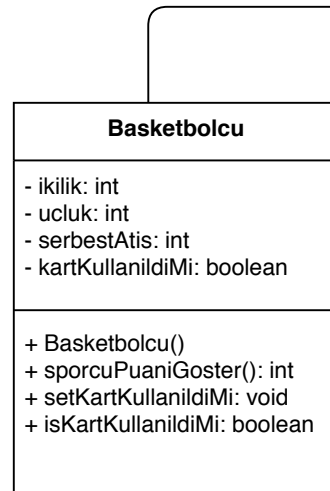 Basketbolcu
- ikilik: int
- ucluk: int
- serbestAtis: int
- kartKullanildiMi: boolean
+ Basketbolcu()
+ sporcuPuaniGoster(): int
+ setKartKullanildiMi: void
+ isKartKullanildiMi: boolean